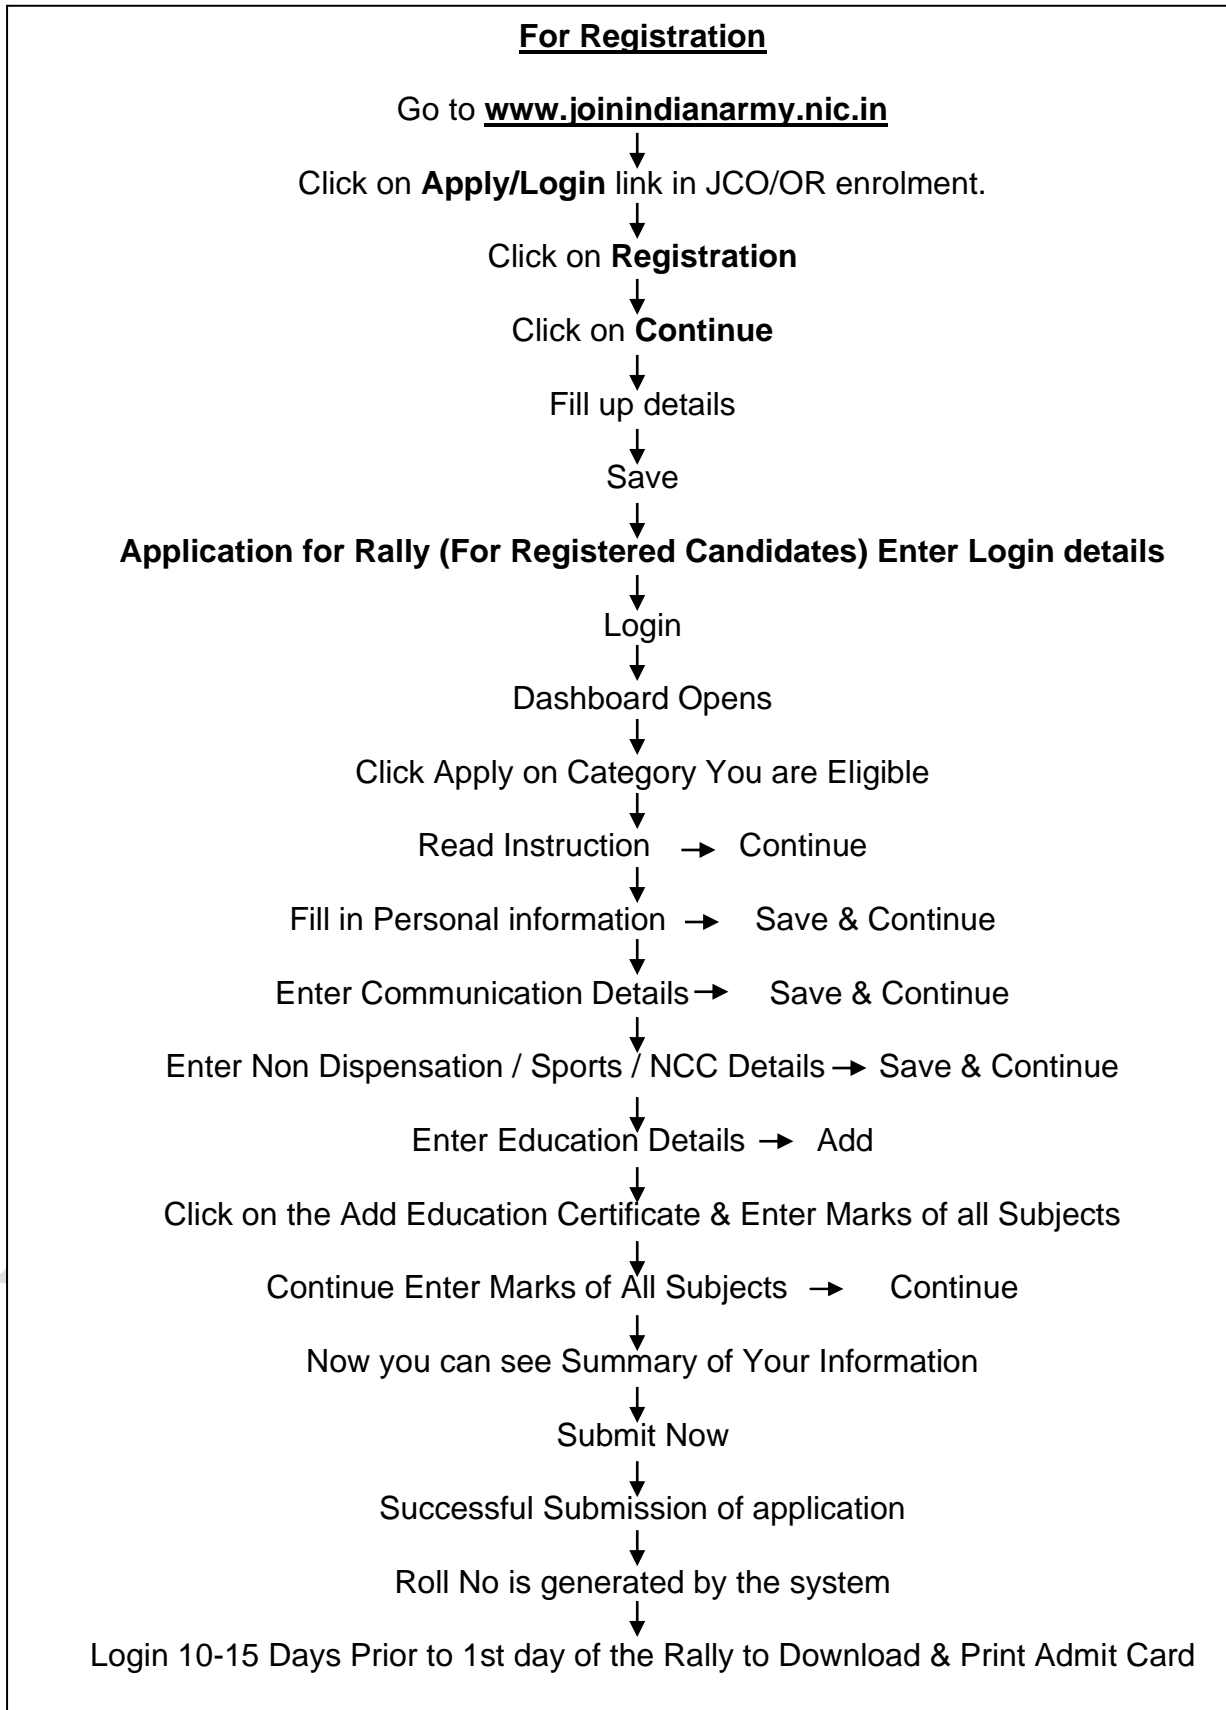 For Registration
Go to www.joinindianarmy.nic.in
Click on Apply/Login link in JCO/OR enrolment.
Click on Registration
Click on Continue
Fill up details
Save
Application for Rally (For Registered Candidates) Enter Login details
Login
Dashboard Opens
Click Apply on Category You are Eligible
Read Instruction → Continue
Fill in Personal information → Save & Continue
Enter Communication Details → Save & Continue
Enter Non Dispensation / Sports / NCC Details → Save & Continue
Enter Education Details → Add
Click on the Add Education Certificate & Enter Marks of all Subjects
Continue Enter Marks of All Subjects → Continue
Now you can see Summary of Your Information
Submit Now
Successful Submission of application
Roll No is generated by the system
Login 10-15 Days Prior to 1st day of the Rally to Download & Print Admit Card